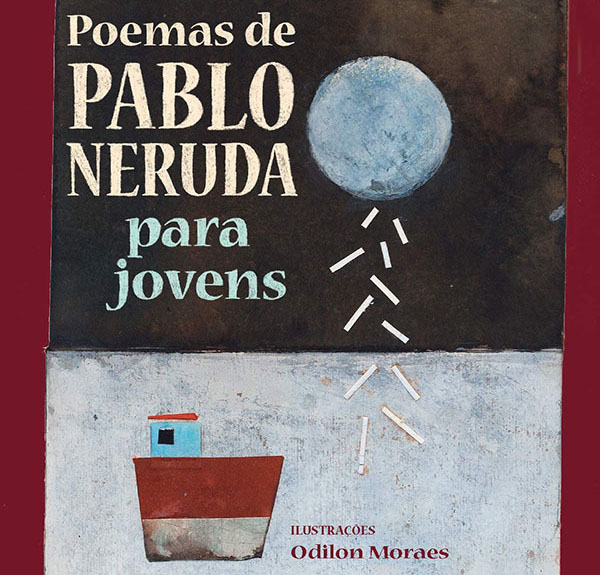 Poemas de
PABLO
NERUDA
para
jovens
ILUSTRAÇÕES
Odilon Moraes